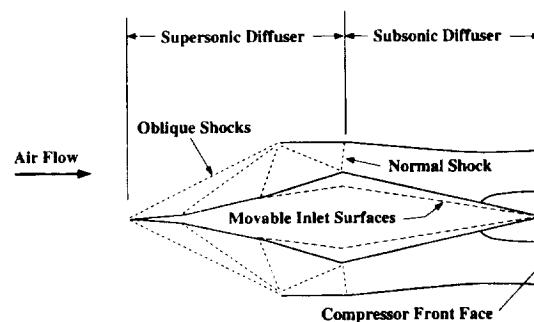 Supersonic Diffuser
Subsonic Diffuser
Oblique Shocks
Air Flow
Normal Shock
Movable Inlet Surfaces
Compressor Front Face